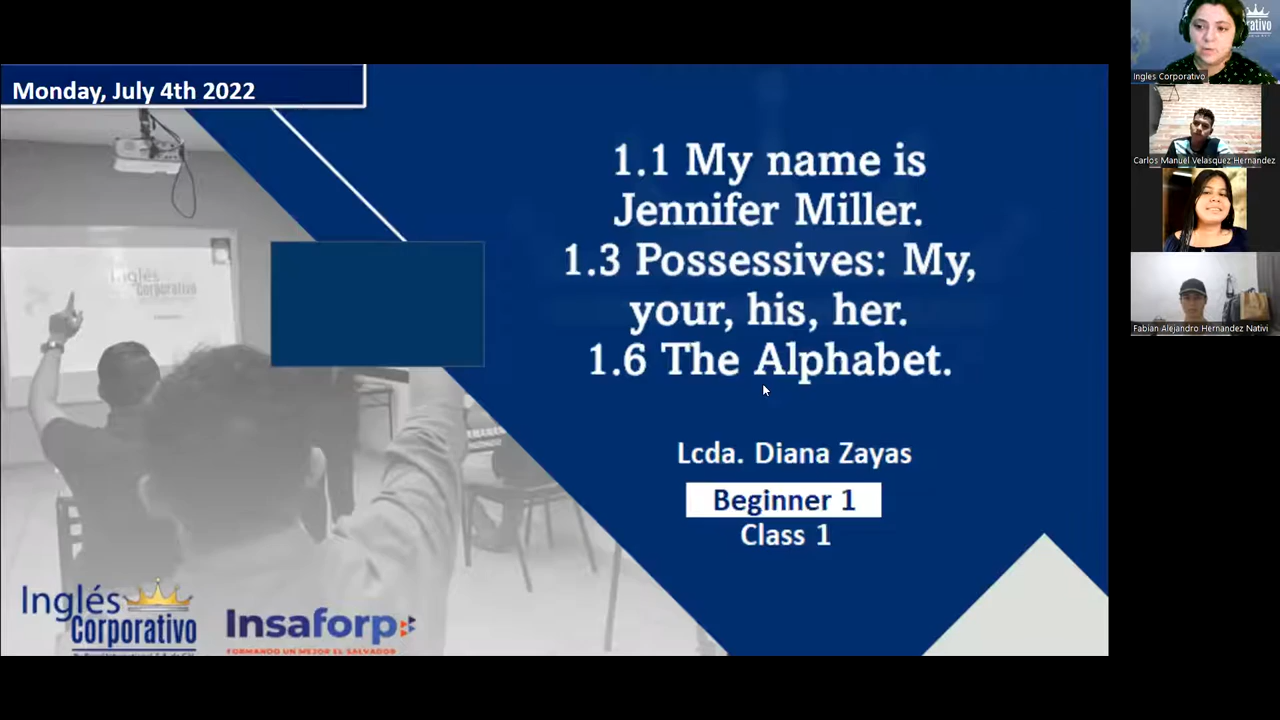 Monday, July 4th 2022
1.1 My name is
Jennifer Miller.
1.3 Possessives: My,
your, his, her.
1.6 The Alphabet.
Lcda. Diana Zayas
Beginner 1
Class 1
Inglés
Corporativo
Inglés
Corporativo
Insaforp
FORMANDO UN MEJOR EL SALVADOR
Ingles Corporativo
Carlos Manuel Velasquez Hernandez
Fabian Alejandro Hernandez Nativi